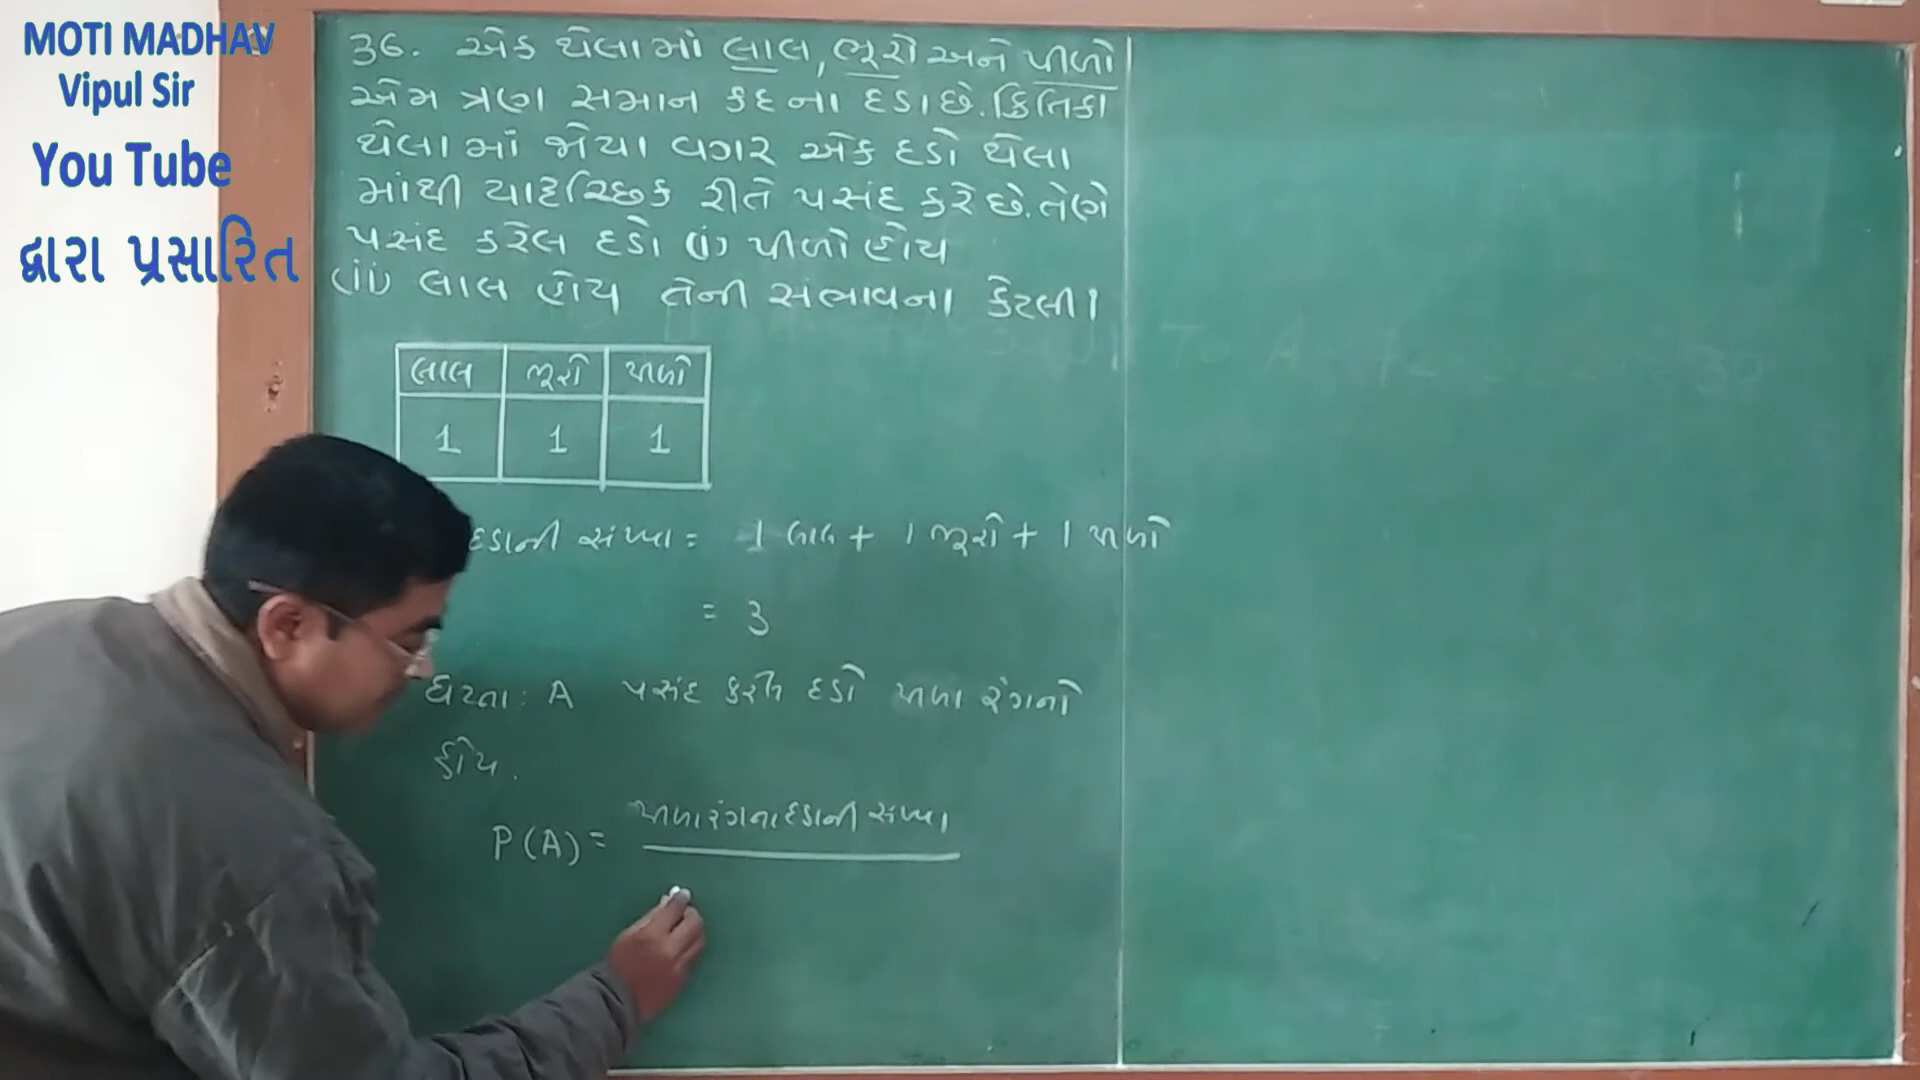 MOTI MADHAV
Vipul Sir
You Tube
દ્વારા પ્રસારિત
36. એક થેલામાં લાલ, ભૂરો અને પીળો
એમ ત્રણ સમાન કદના દડા છે. ક્રિતિકા
થેલામાં જોયા વગર એક દડો થેલા
માંથી યાદચ્છિક રીતે પસંદ કરે છે. તેણે
પસંદ કરેલ દડો (i) પીળો હોય
(ii) લાલ હોય તેની સંભાવના કેટલી।
લાલ ભૂરો પીળો
1 1 1
દડાની સંખ્યા = 1 લાલ + 1 ભૂરો + 1 પીળો
= 3
ઘટના : A પસંદ કરેલ દડો પીળા રંગનો
હોય.
પીળા રંગના દડાની સંખ્યા
P(A) =